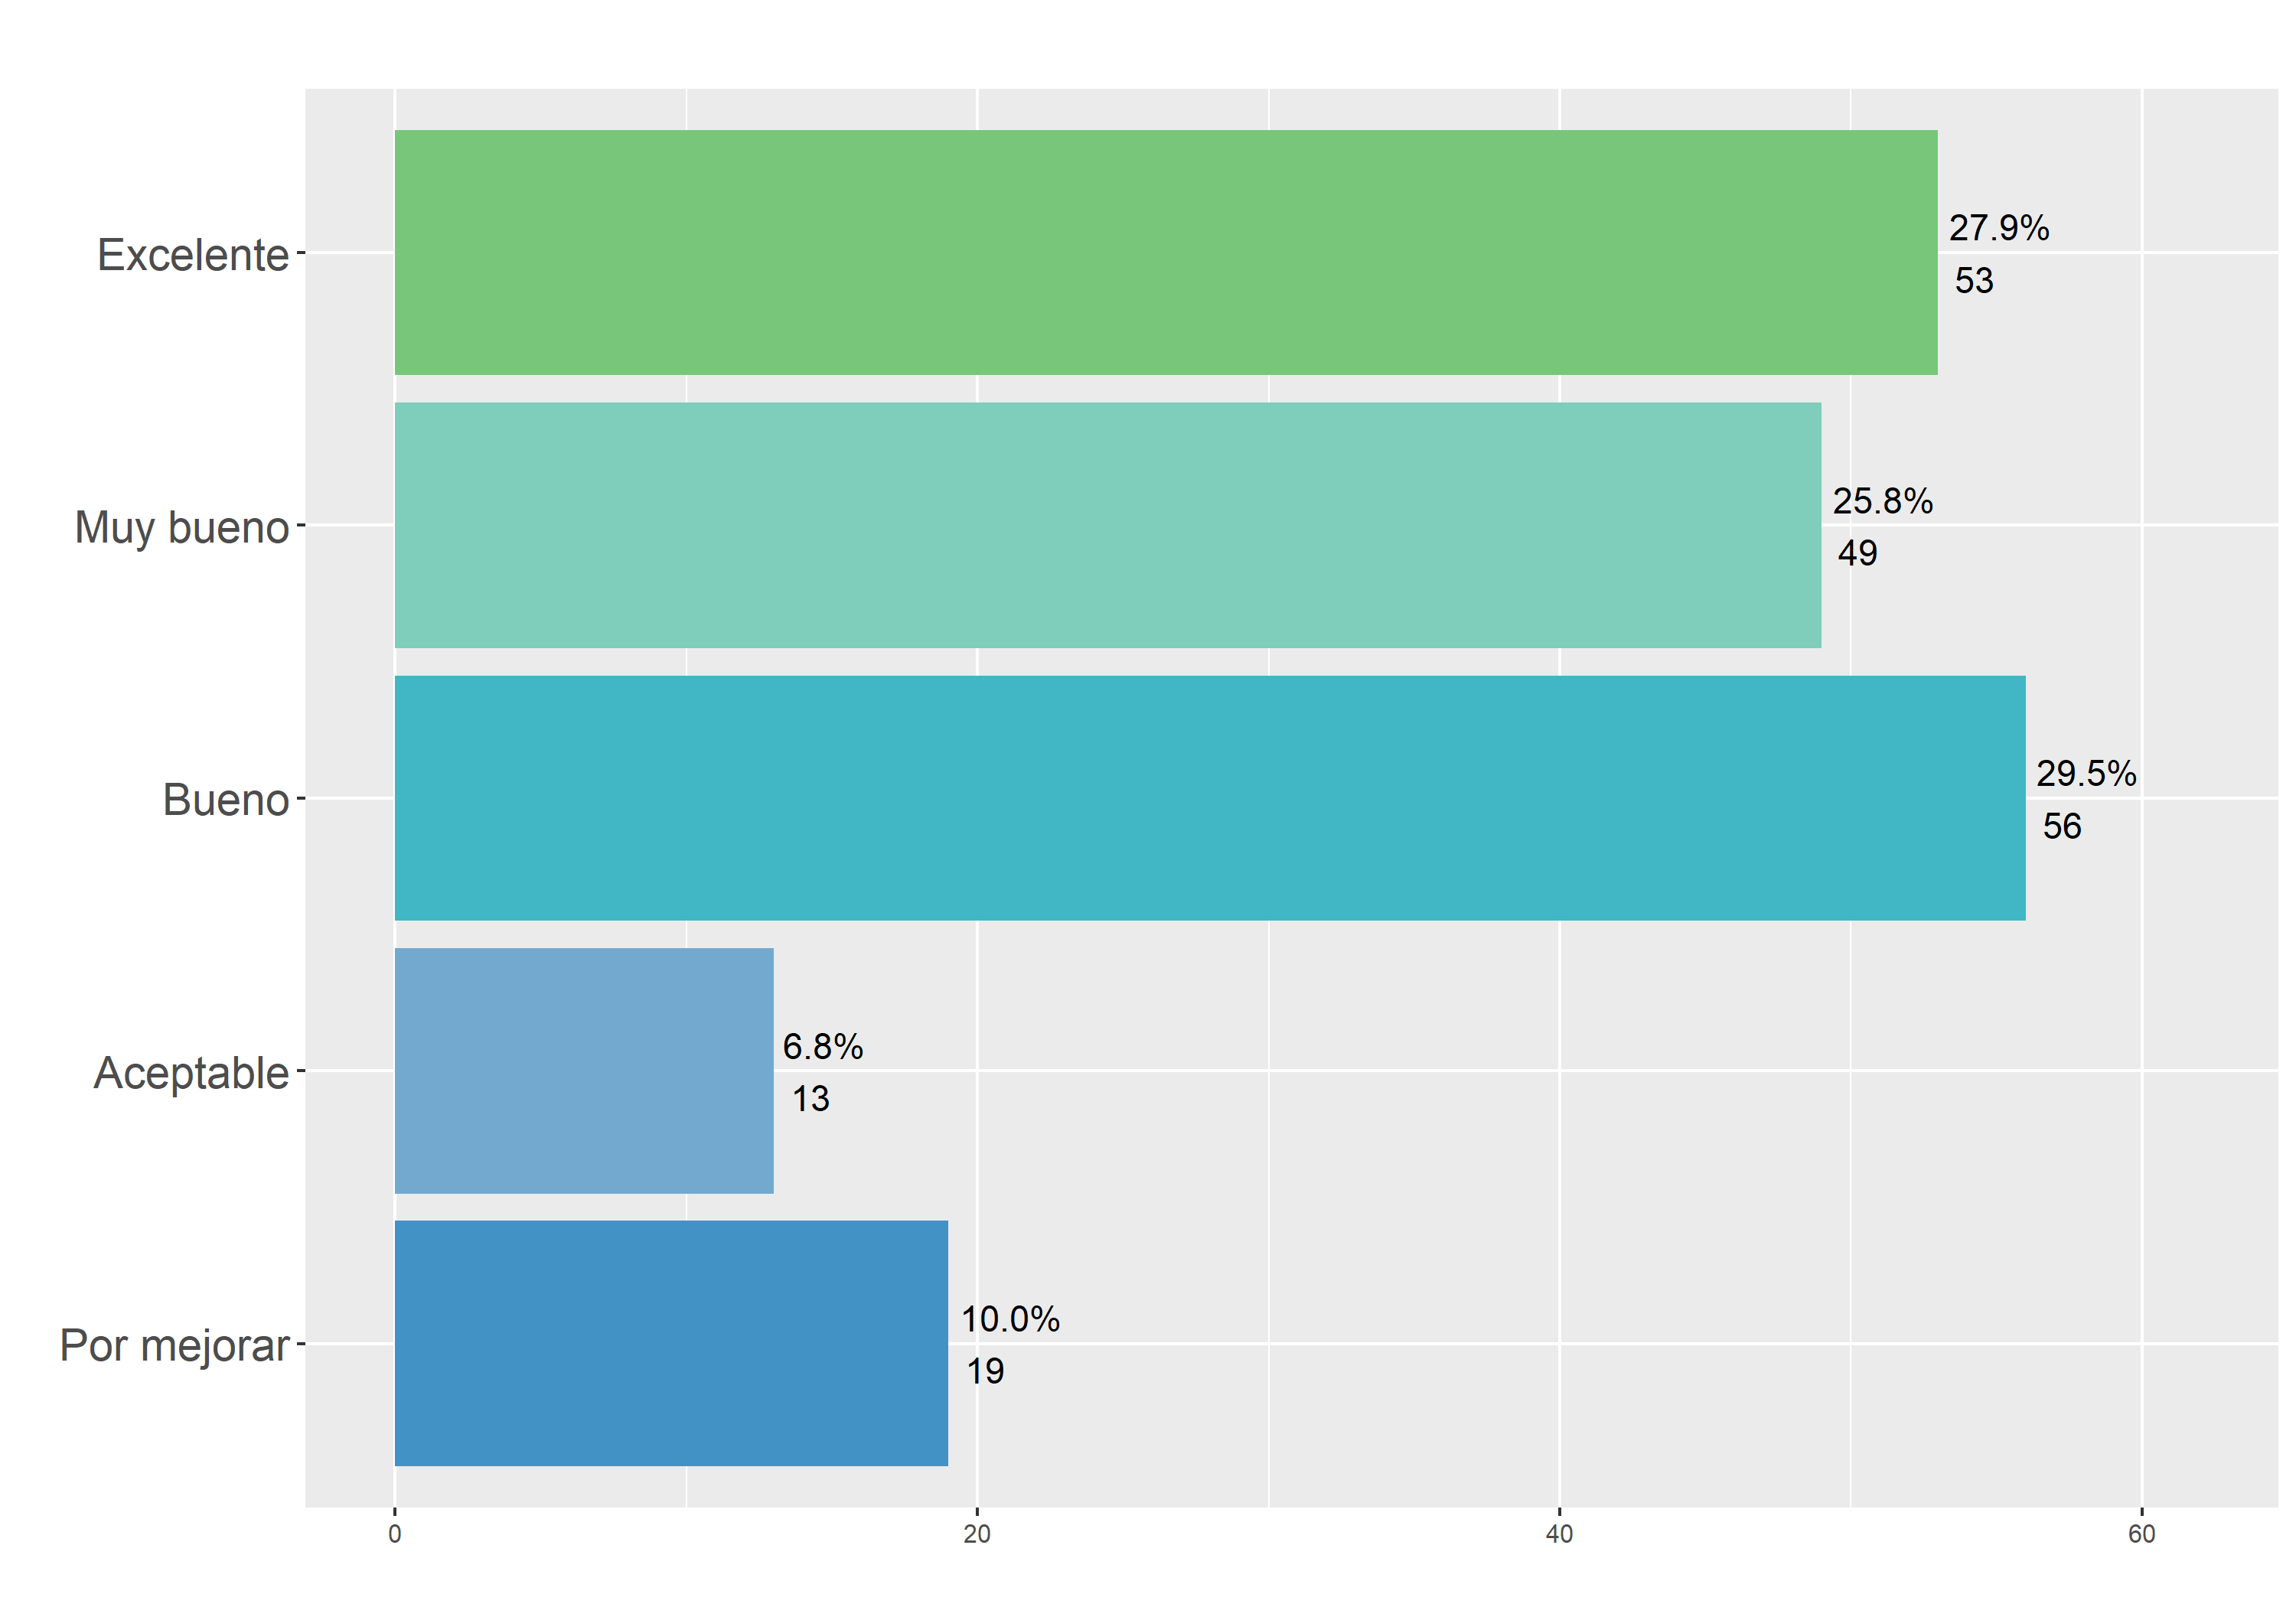 Excelente
27.9%
53
Muy bueno
25.8%
49
Bueno
29.5%
56
Aceptable
6.8%
13
Por mejorar
10.0%
19
0 20 40 60